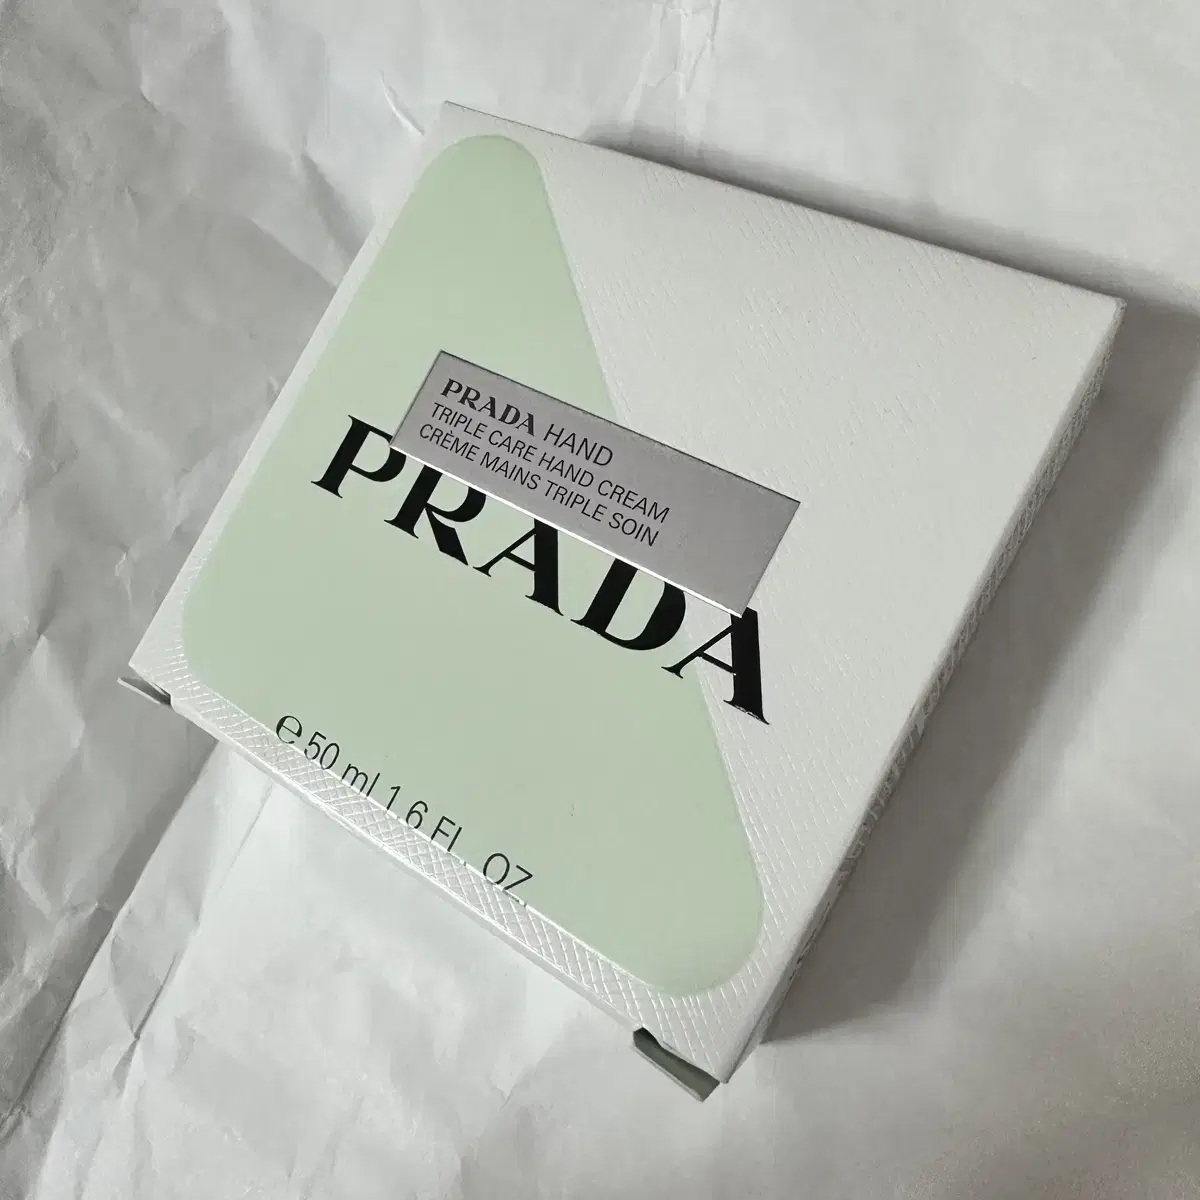 PRADA HAND
TRIPLE CARE HAND CREAM
CRÈME MAINS TRIPLE SOIN
PRADA
℮ 50 ml 1.6 FL. OZ